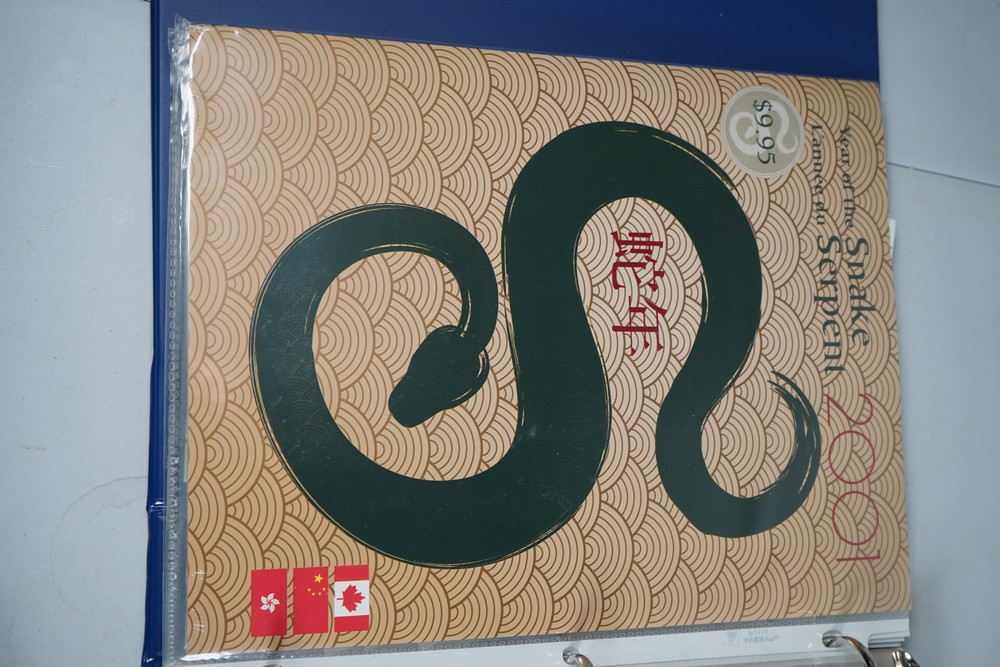 Year of the Snake
L'année du Serpent
2001
$9.95
蛇年